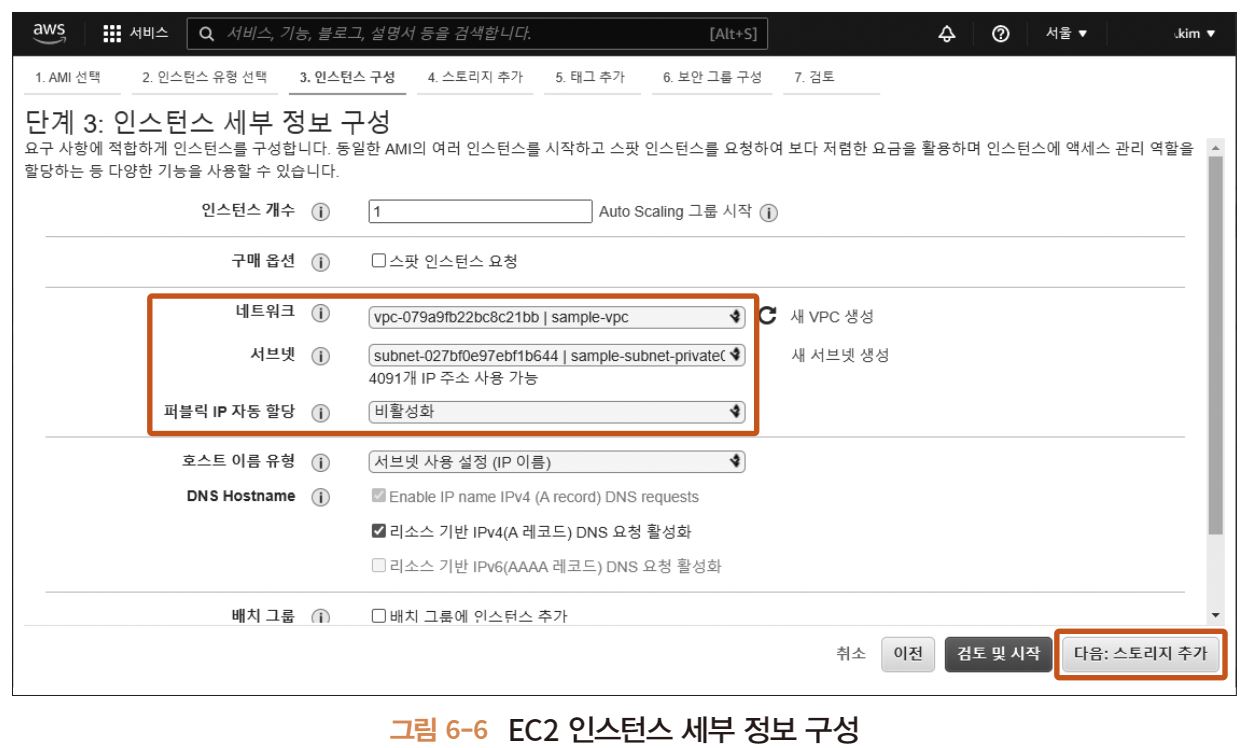 aws 서비스 서비스, 기능, 블로그, 설명서 등을 검색합니다. [Alt+S] 서울 ▼ .kim ▼
1. AMI 선택 2. 인스턴스 유형 선택 3. 인스턴스 구성 4. 스토리지 추가 5. 태그 추가 6. 보안 그룹 구성 7. 검토
단계 3: 인스턴스 세부 정보 구성
요구 사항에 적합하게 인스턴스를 구성합니다. 동일한 AMI의 여러 인스턴스를 시작하고 스팟 인스턴스를 요청하여 보다 저렴한 요금을 활용하며 인스턴스에 액세스 관리 역할을
할당하는 등 다양한 기능을 사용할 수 있습니다.
인스턴스 개수 1 Auto Scaling 그룹 시작
구매 옵션 스팟 인스턴스 요청
네트워크 vpc-079a9fb22bc8c21bb | sample-vpc 새 VPC 생성
서브넷 subnet-027bf0e97ebf1b644 | sample-subnet-private( 새 서브넷 생성
4091개 IP 주소 사용 가능
퍼블릭 IP 자동 할당 비활성화
호스트 이름 유형 서브넷 사용 설정 (IP 이름)
DNS Hostname Enable IP name IPv4 (A record) DNS requests
리소스 기반 IPv4(A 레코드) DNS 요청 활성화
리소스 기반 IPv6(AAAA 레코드) DNS 요청 활성화
배치 그룹 배치 그룹에 인스턴스 추가
취소 이전 검토 및 시작 다음: 스토리지 추가
그림 6-6 EC2 인스턴스 세부 정보 구성